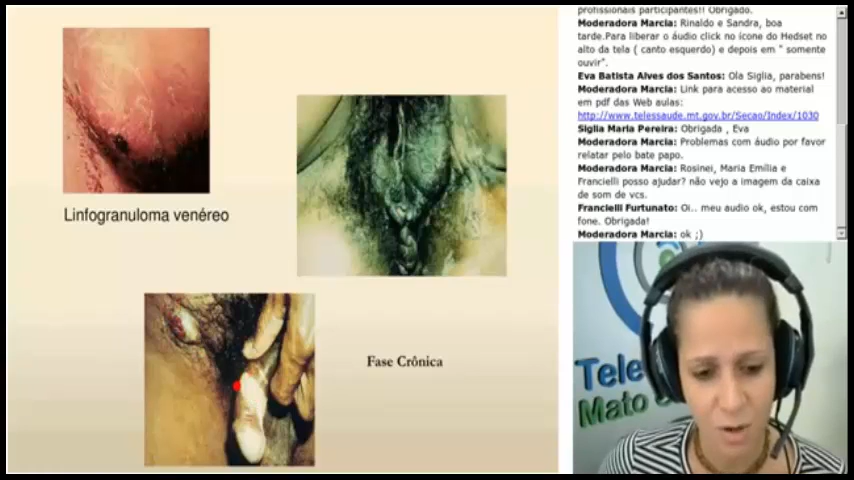 Linfogranuloma venéreo
Fase Crônica
profissionais participantes!! Obrigado.
Moderadora Marcia: Rinaldo e Sandra, boa
tarde.Para liberar o áudio click no ícone do Hedset no
alto da tela ( canto esquerdo) e depois em " somente
ouvir".
Eva Batista Alves dos Santos: Ola Siglia, parabens!
Moderadora Marcia: Link para acesso ao material
em pdf das Web aulas:
http://www.telessaude.mt.gov.br/Secao/Index/1030
Siglia Maria Pereira: Obrigada , Eva
Moderadora Marcia: Problemas com áudio por favor
relatar pelo bate papo.
Moderadora Marcia: Rosinei, Maria Emília e
Francielli posso ajudar? não vejo a imagem da caixa
de som de vcs.
Francielli Furtunato: Oi.. meu audio ok, estou com
fone. Obrigada!
Moderadora Marcia: ok ;)
Tele
Mato